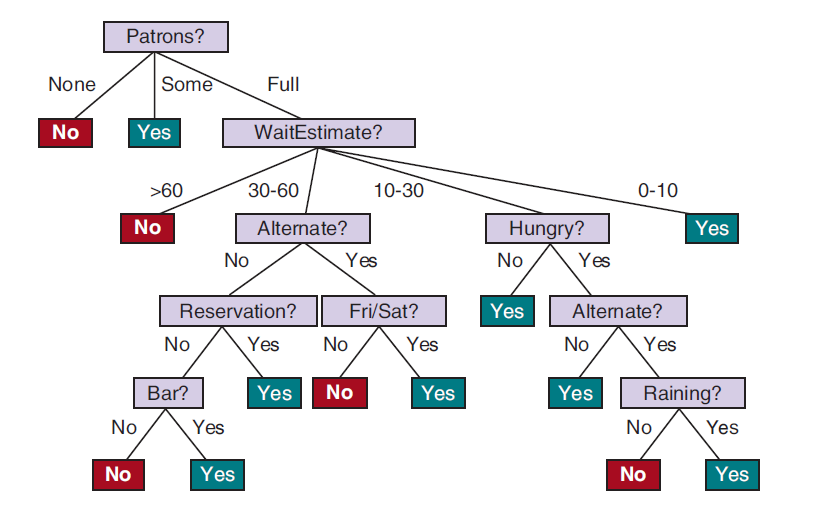 Patrons?
None Some Full
No Yes WaitEstimate?
>60 30-60 10-30 0-10
No Alternate? Hungry? Yes
No Yes No Yes
Reservation? Fri/Sat? Yes Alternate?
No Yes No Yes No Yes
Bar? Yes No Yes Yes Raining?
No Yes No Yes
No Yes No Yes